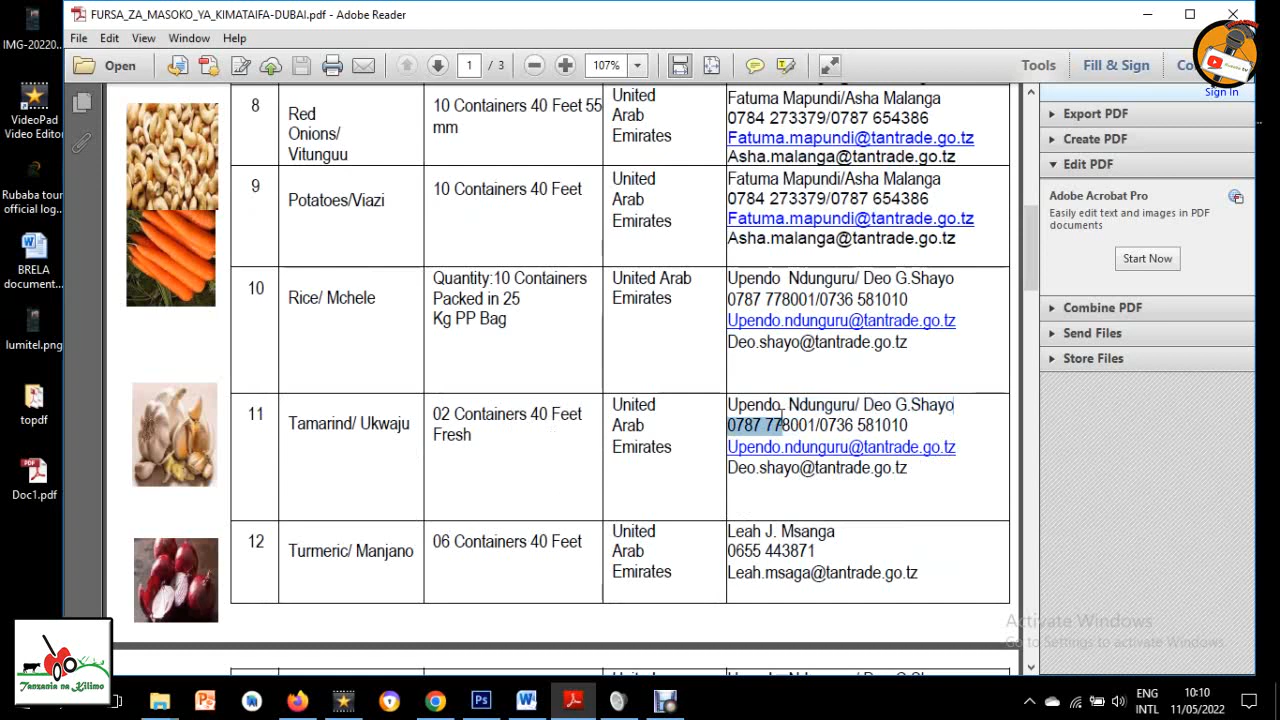 FURSA_ZA_MASOKO_YA_KIMATAIFA-DUBAI.pdf - Adobe Reader
File Edit View Window Help
Open 1 / 3 107% Tools Fill & Sign
Sign In
IMG-20220...
VideoPad
Video Editor
Rubaba tour
official log...
BRELA
document...
lumitel.png
topdf
Doc1.pdf
8
Red
Onions/
Vitunguu
10 Containers 40 Feet 55
mm
United
Arab
Emirates
Fatuma Mapundi/Asha Malanga
0784 273379/0787 654386
Fatuma.mapundi@tantrade.go.tz
Asha.malanga@tantrade.go.tz
9
Potatoes/Viazi
10 Containers 40 Feet
United
Arab
Emirates
Fatuma Mapundi/Asha Malanga
0784 273379/0787 654386
Fatuma.mapundi@tantrade.go.tz
Asha.malanga@tantrade.go.tz
10
Rice/ Mchele
Quantity:10 Containers
Packed in 25
Kg PP Bag
United Arab
Emirates
Upendo Ndunguru/ Deo G.Shayo
0787 778001/0736 581010
Upendo.ndunguru@tantrade.go.tz
Deo.shayo@tantrade.go.tz
11
Tamarind/ Ukwaju
02 Containers 40 Feet
Fresh
United
Arab
Emirates
Upendo Ndunguru/ Deo G.Shayo
0787 778001/0736 581010
Upendo.ndunguru@tantrade.go.tz
Deo.shayo@tantrade.go.tz
12
Turmeric/ Manjano
06 Containers 40 Feet
United
Arab
Emirates
Leah J. Msanga
0655 443871
Leah.msaga@tantrade.go.tz
Export PDF
Create PDF
Edit PDF
Adobe Acrobat Pro
Easily edit text and images in PDF
documents
Start Now
Combine PDF
Send Files
Store Files
Activate Windows
Go to Settings to activate Windows.
Tanzania na Kilimo
ENG
INTL
10:10
11/05/2022